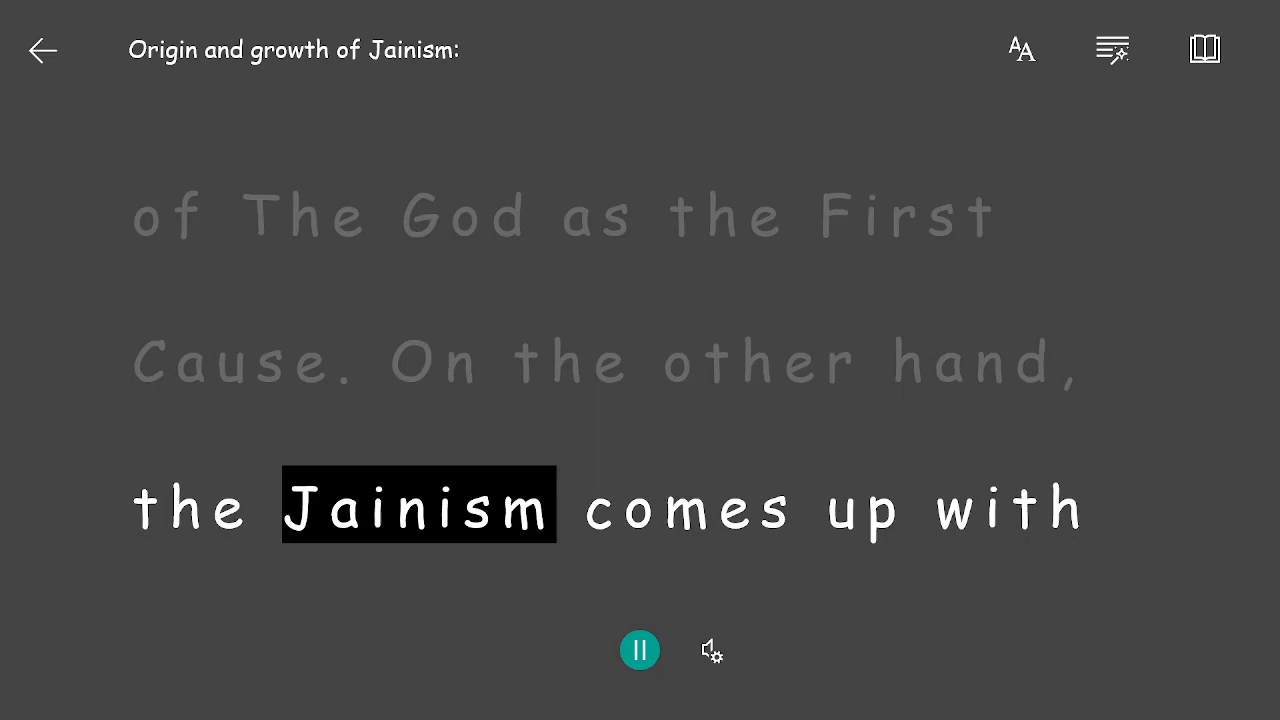 Origin and growth of Jainism:
of The God as the First
Cause. On the other hand,
the Jainism comes up with